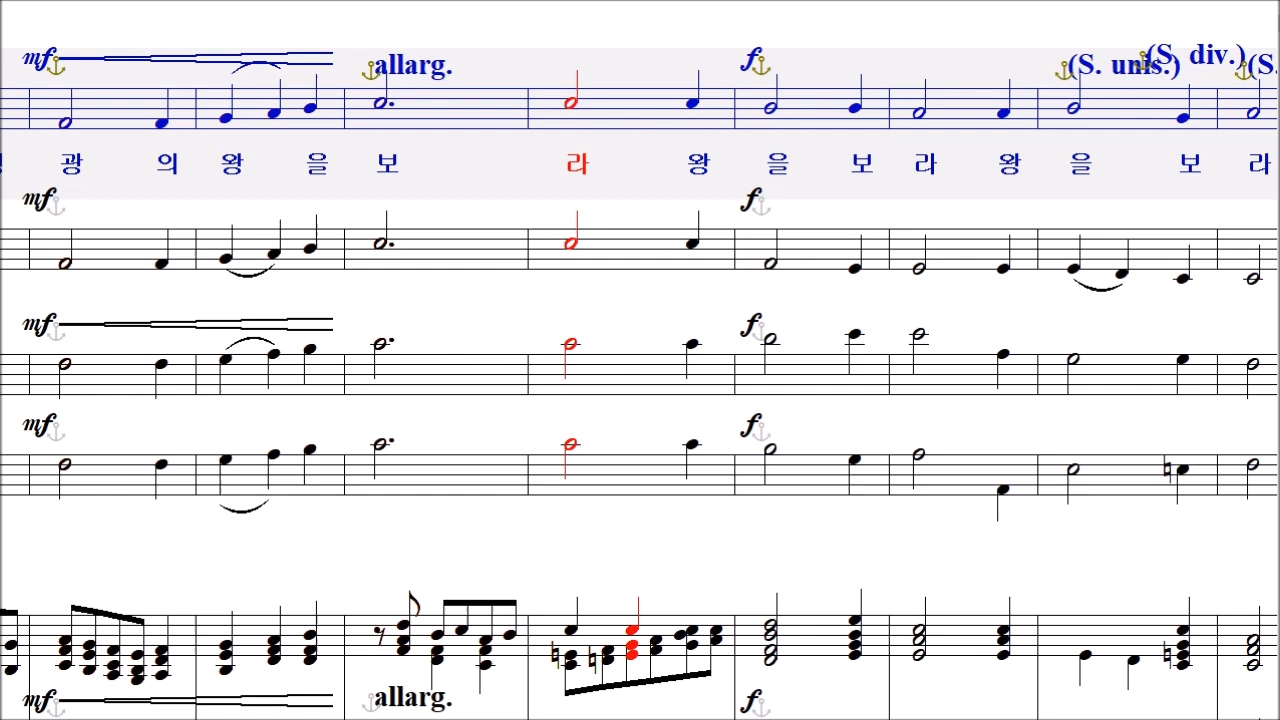 mf allarg. f (S. unis.) (S. div.) (S.
광 의 왕 을 보 라 왕 을 보 라 왕 을 보 라
mf f
mf f
mf f
allarg.
mf f